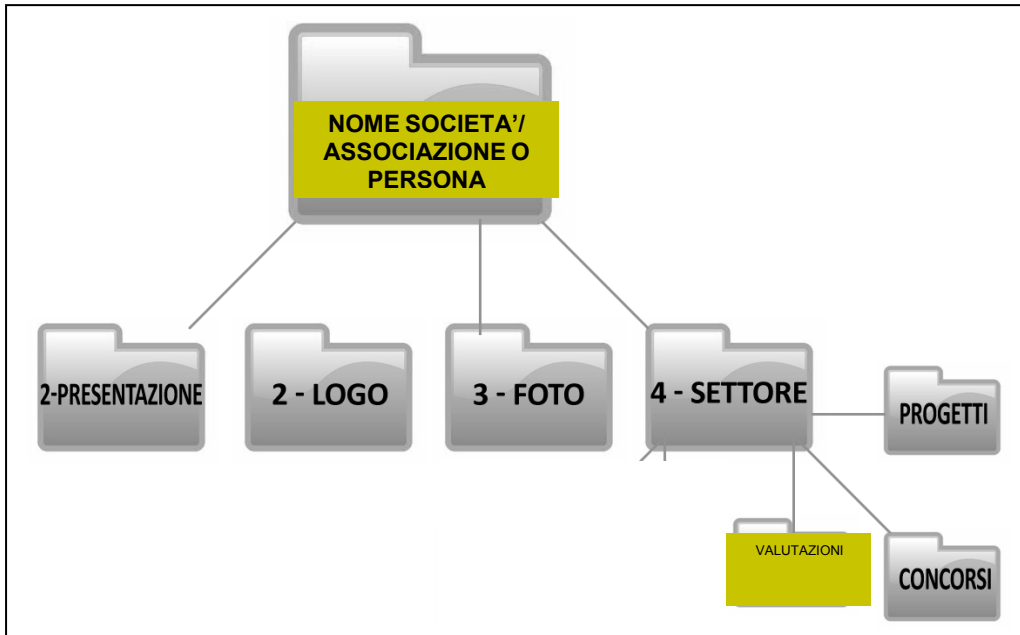 NOME SOCIETA'/
ASSOCIAZIONE O
PERSONA
2-PRESENTAZIONE
2 - LOGO
3 - FOTO
4 - SETTORE
PROGETTI
VALUTAZIONI
CONCORSI